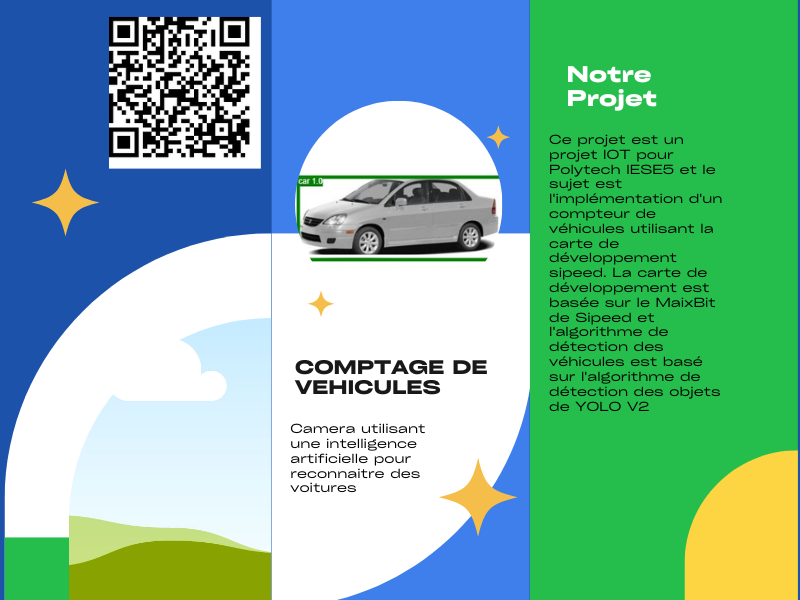 car 1.0
COMPTAGE DE
VEHICULES
Camera utilisant
une intelligence
artificielle pour
reconnaitre des
voitures
Notre
Projet
Ce projet est un
projet IOT pour
Polytech IESE5 et le
sujet est
l'implémentation d'un
compteur de
véhicules utilisant la
carte de
développement
sipeed. La carte de
développement est
basée sur le MaixBit
de Sipeed et
l'algorithme de
détection des
véhicules est basé
sur l'algorithme de
détection des objets
de YOLO V2